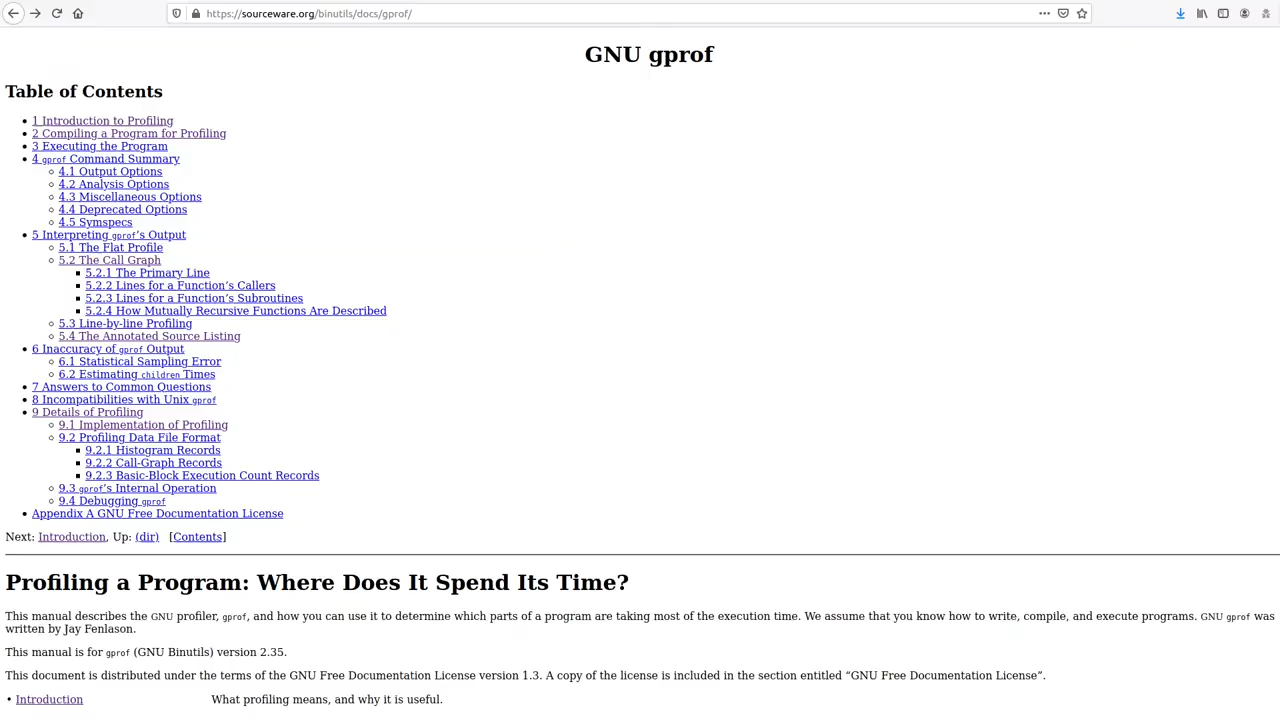 https://sourceware.org/binutils/docs/gprof/
GNU gprof
Table of Contents
• 1 Introduction to Profiling
• 2 Compiling a Program for Profiling
• 3 Executing the Program
• 4 gprof Command Summary
◦ 4.1 Output Options
◦ 4.2 Analysis Options
◦ 4.3 Miscellaneous Options
◦ 4.4 Deprecated Options
◦ 4.5 Symspecs
• 5 Interpreting gprof’s Output
◦ 5.1 The Flat Profile
◦ 5.2 The Call Graph
▪ 5.2.1 The Primary Line
▪ 5.2.2 Lines for a Function’s Callers
▪ 5.2.3 Lines for a Function’s Subroutines
▪ 5.2.4 How Mutually Recursive Functions Are Described
◦ 5.3 Line-by-line Profiling
◦ 5.4 The Annotated Source Listing
• 6 Inaccuracy of gprof Output
◦ 6.1 Statistical Sampling Error
◦ 6.2 Estimating children Times
• 7 Answers to Common Questions
• 8 Incompatibilities with Unix gprof
• 9 Details of Profiling
◦ 9.1 Implementation of Profiling
◦ 9.2 Profiling Data File Format
▪ 9.2.1 Histogram Records
▪ 9.2.2 Call-Graph Records
▪ 9.2.3 Basic-Block Execution Count Records
◦ 9.3 gprof’s Internal Operation
◦ 9.4 Debugging gprof
• Appendix A GNU Free Documentation License
Next: Introduction, Up: (dir) [Contents]
Profiling a Program: Where Does It Spend Its Time?
This manual describes the GNU profiler, gprof, and how you can use it to determine which parts of a program are taking most of the execution time. We assume that you know how to write, compile, and execute programs. GNU gprof was
written by Jay Fenlason.
This manual is for gprof (GNU Binutils) version 2.35.
This document is distributed under the terms of the GNU Free Documentation License version 1.3. A copy of the license is included in the section entitled “GNU Free Documentation License”.
• Introduction What profiling means, and why it is useful.